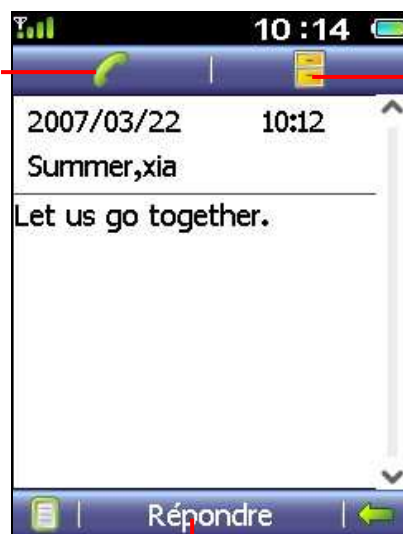 10:14
2007/03/22 10:12
Summer,xia
Let us go together.
Répondre